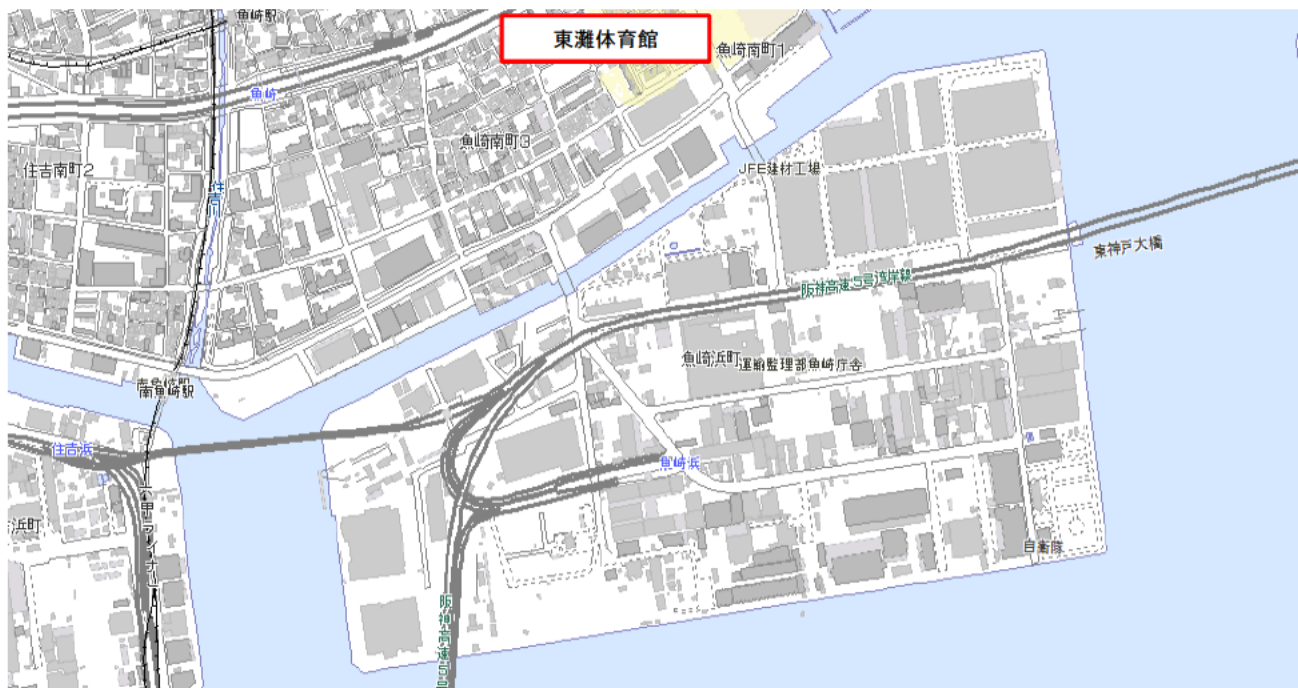 魚崎駅
東灘体育館
魚崎南町1
魚崎
魚崎南町3
住吉南町2
JFE建材工場
住吉川
東神戸大橋
阪神高速5号湾岸線
魚崎浜町
運輸監理部魚崎庁舎
南魚崎駅
住吉浜
魚崎浜
浜町
六甲ライナー
自衛隊
阪神高速5号